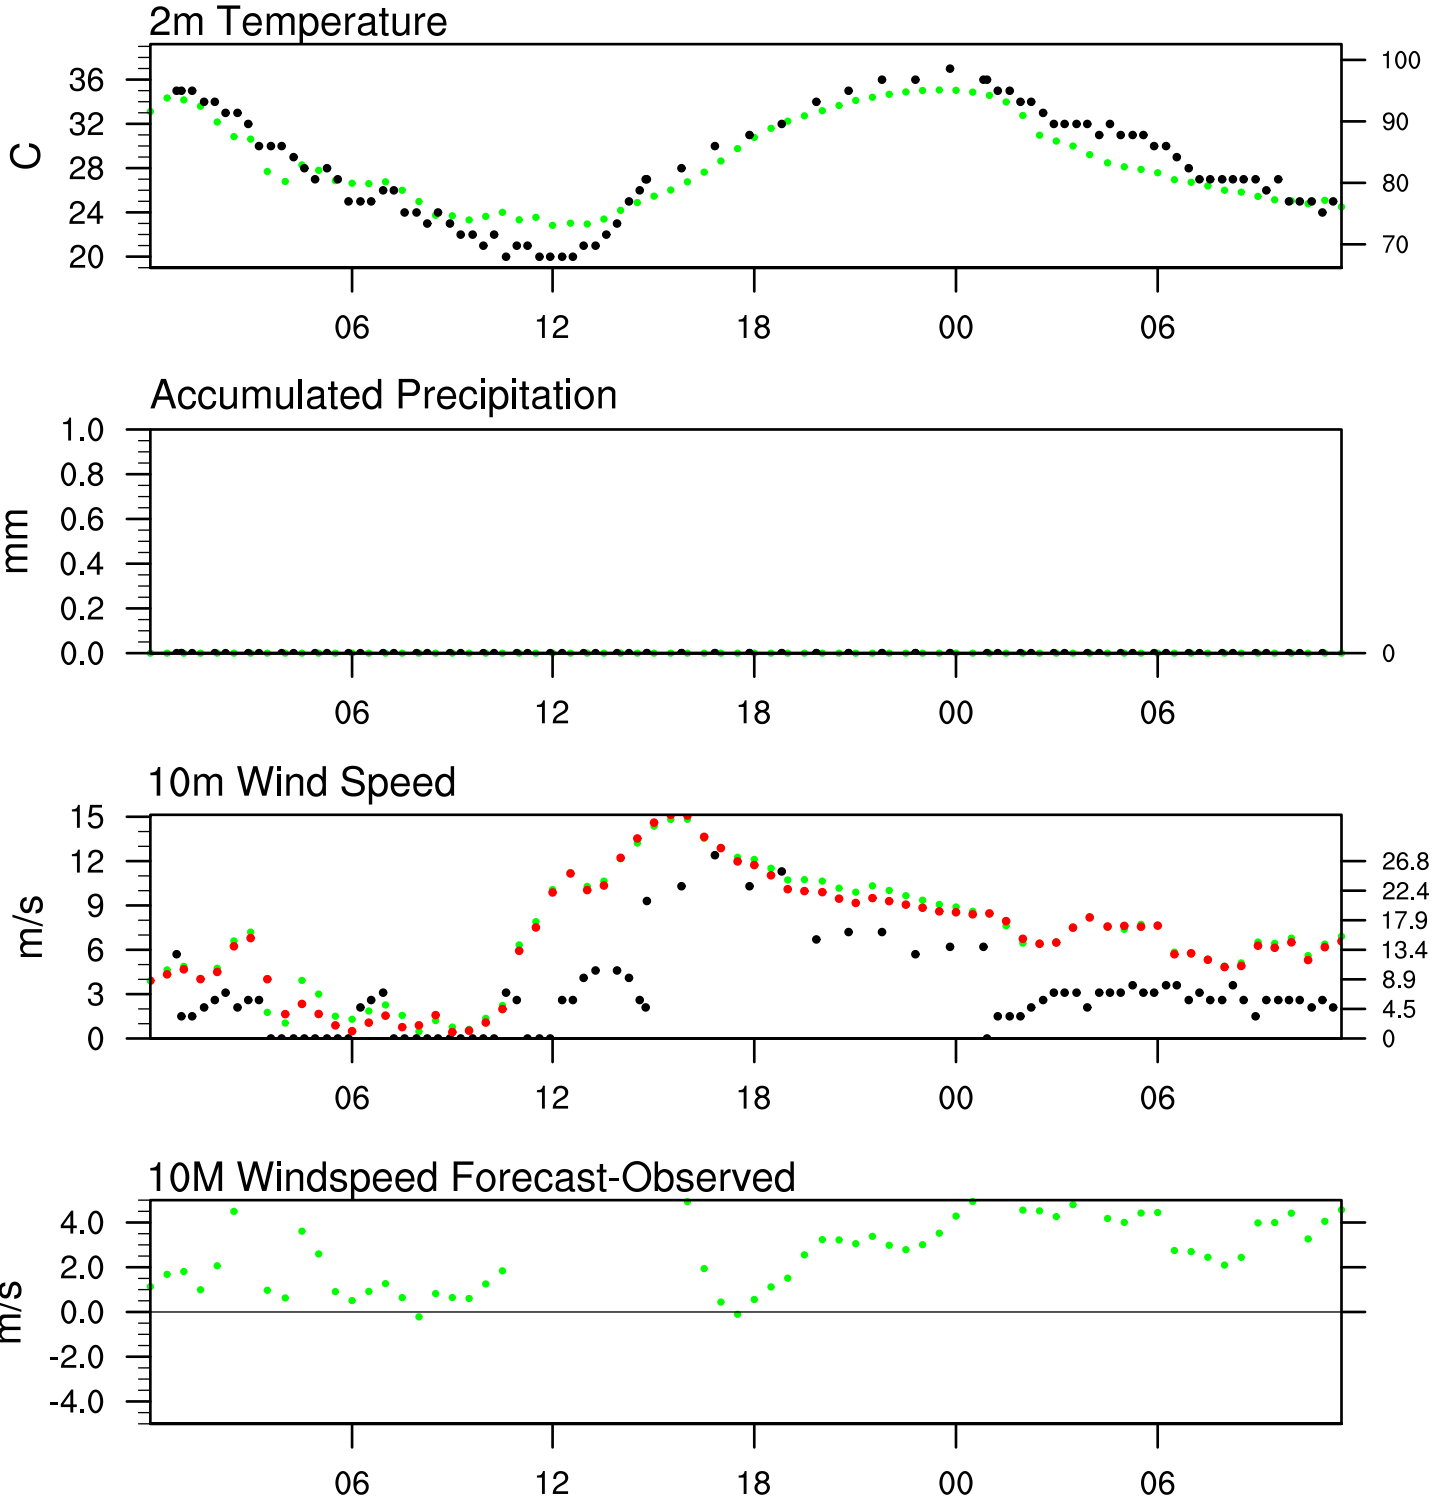 2m Temperature
36
32
28
24
20
C
100
90
80
70
06 12 18 00 06
Accumulated Precipitation
1.0
0.8
0.6
0.4
0.2
0.0
mm
0
06 12 18 00 06
10m Wind Speed
15
12
9
6
3
0
m/s
26.8
22.4
17.9
13.4
8.9
4.5
0
06 12 18 00 06
10M Windspeed Forecast-Observed
4.0
2.0
0.0
-2.0
-4.0
m/s
06 12 18 00 06